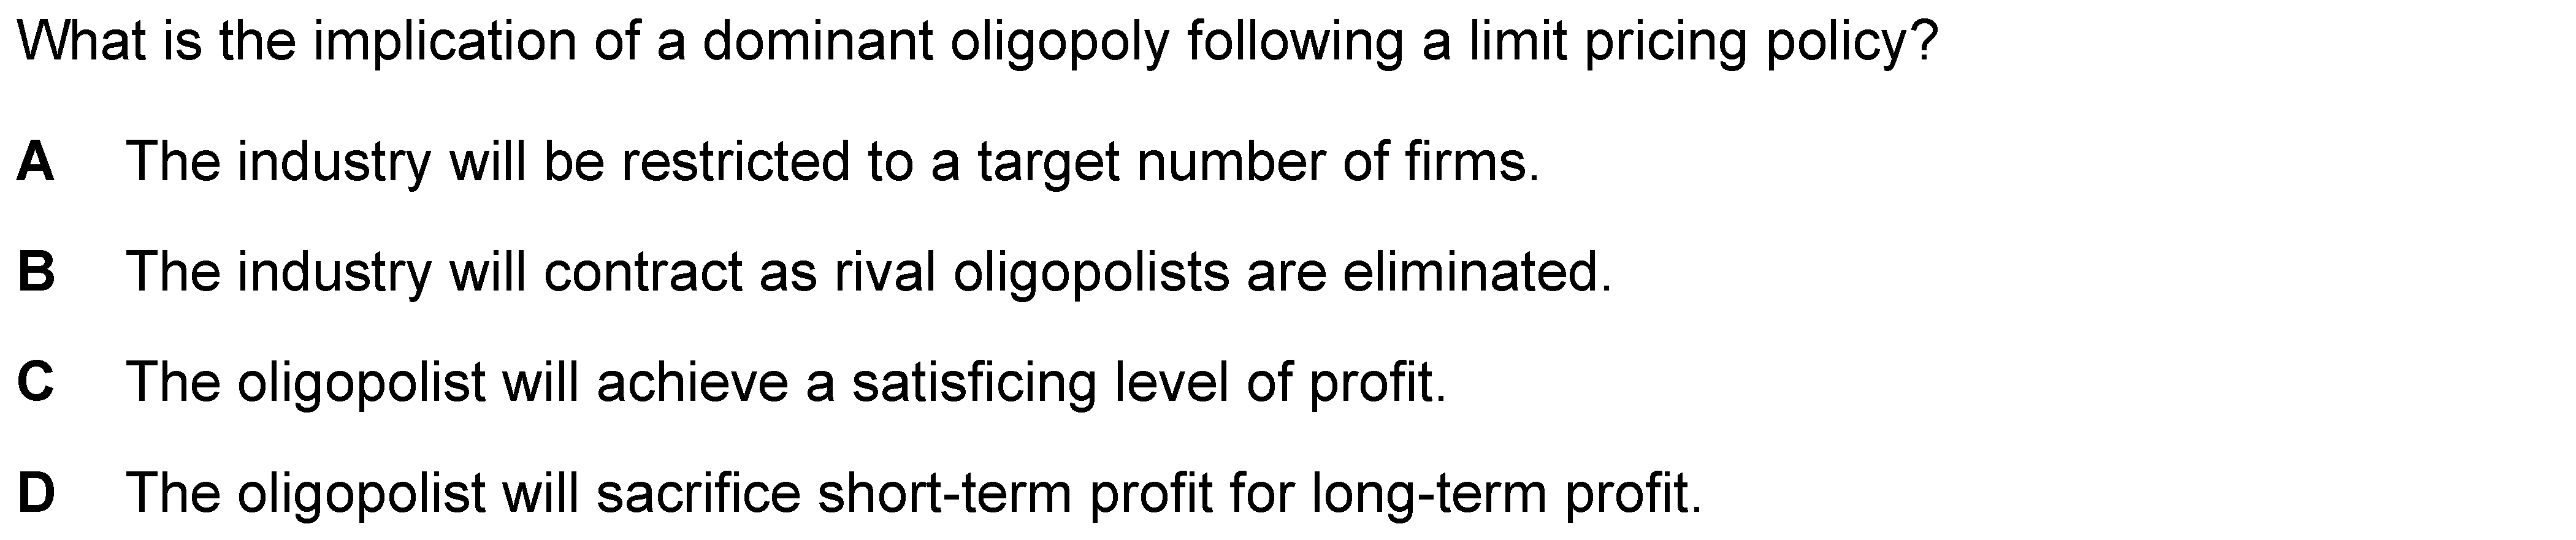 What is the implication of a dominant oligopoly following a limit pricing policy?
A The industry will be restricted to a target number of firms.
B The industry will contract as rival oligopolists are eliminated.
C The oligopolist will achieve a satisficing level of profit.
D The oligopolist will sacrifice short-term profit for long-term profit.